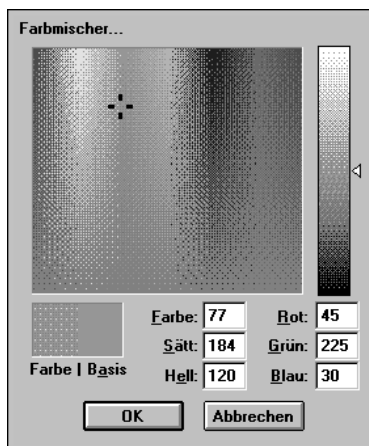 Farbmischer...
Farbe: 77 Rot: 45
Sätt: 184 Grün: 225
Farbe | Basis Hell: 120 Blau: 30
OK Abbrechen